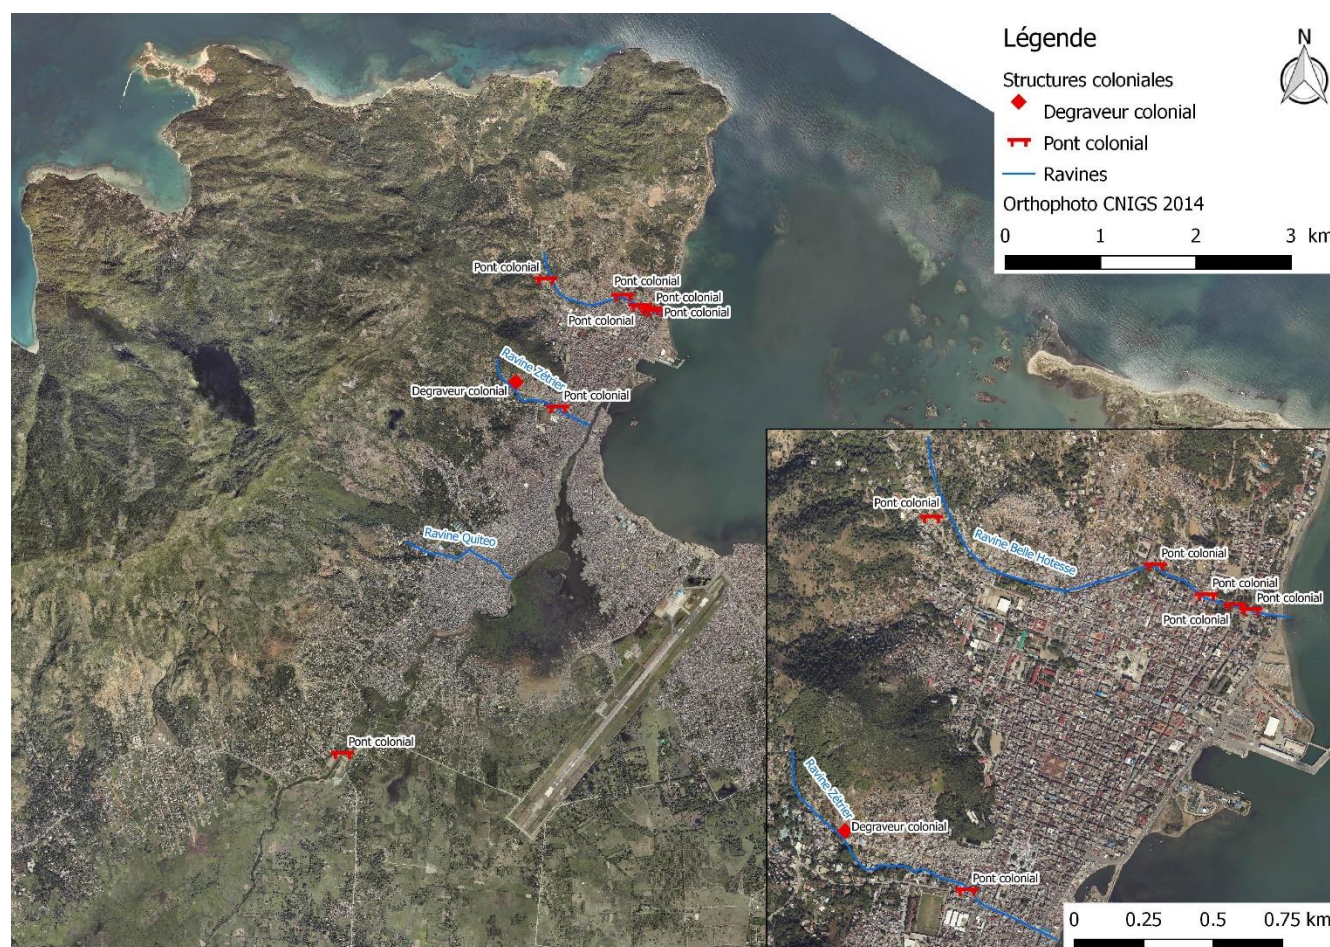 Légende
N
Structures coloniales
Degraveur colonial
Pont colonial
Ravines
Orthophoto CNIGS 2014
0 1 2 3 km
Pont colonial
Pont colonial
Pont colonial
Pont colonial
Pont colonial
Ravine Zétrier
Degraveur colonial
Pont colonial
Ravine Quiteo
Pont colonial
Pont colonial
Ravine Belle Hotesse
Pont colonial
Pont colonial
Pont colonial
Pont colonial
Ravine Zétrier
Degraveur colonial
Pont colonial
0 0.25 0.5 0.75 km